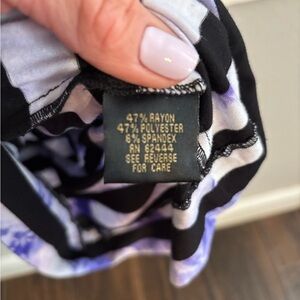 47% RAYON
47% POLYESTER
6% SPANDEX
RN 62444
SEE REVERSE
FOR CARE